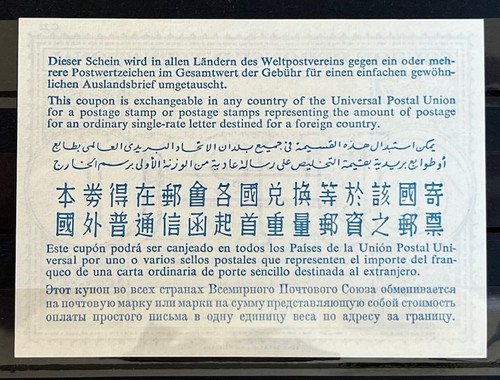 Dieser Schein wird in allen Ländern des Weltpostvereins gegen ein oder meh-
rere Postwertzeichen im Gesamtwert der Gebühr für einen einfachen gewöhn-
lichen Auslandsbrief umgetauscht.
This coupon is exchangeable in any country of the Universal Postal Union
for a postage stamp or postage stamps representing the amount of postage
for an ordinary single-rate letter destined for a foreign country.
يمكن استبدال هذه القسيمة في جميع بلدان الاتحاد البريدى العالمى بطابع
أو طوابع بريدية بقيمة التخليص على رسالة عادية من الوزنة الأولى برسم الخارج
本券得在郵會各國兌換等於該國寄
國外普通信函起首重量郵資之郵票
Este cupón podrá ser canjeado en todos los Países de la Unión Postal Uni-
versal por uno o varios sellos postales que representen el importe del fran-
queo de una carta ordinaria de porte sencillo destinada al extranjero.
Этот купон во всех странах Всемирного Почтового Союза обменивается
на почтовую марку или марки на сумму представляющую собой стоимость
оплаты простого письма в одну единицу веса по адресу за границу.